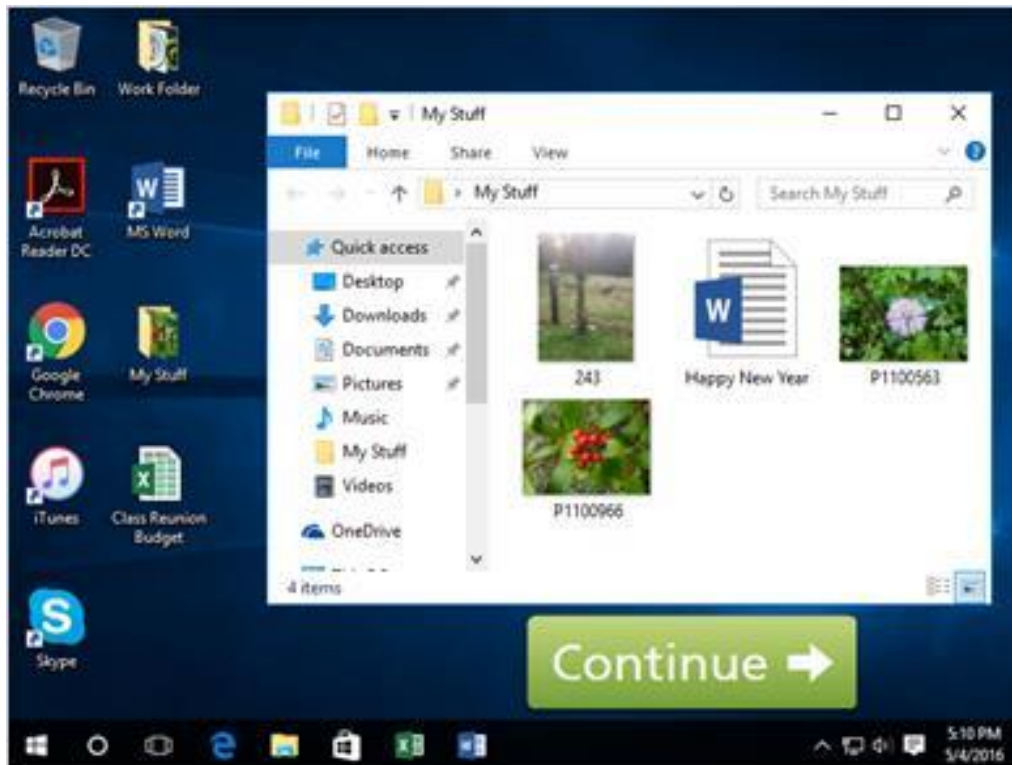 Recycle Bin
Work Folder
Acrobat
Reader DC
MS Word
Google
Chrome
My Stuff
iTunes
Class Reunion
Budget
Skype
My Stuff
File Home Share View
My Stuff
Search My Stuff
Quick access
Desktop
Downloads
Documents
Pictures
Music
My Stuff
Videos
OneDrive
243
Happy New Year
P1100563
P1100966
4 items
Continue
5:10 PM
5/4/2016